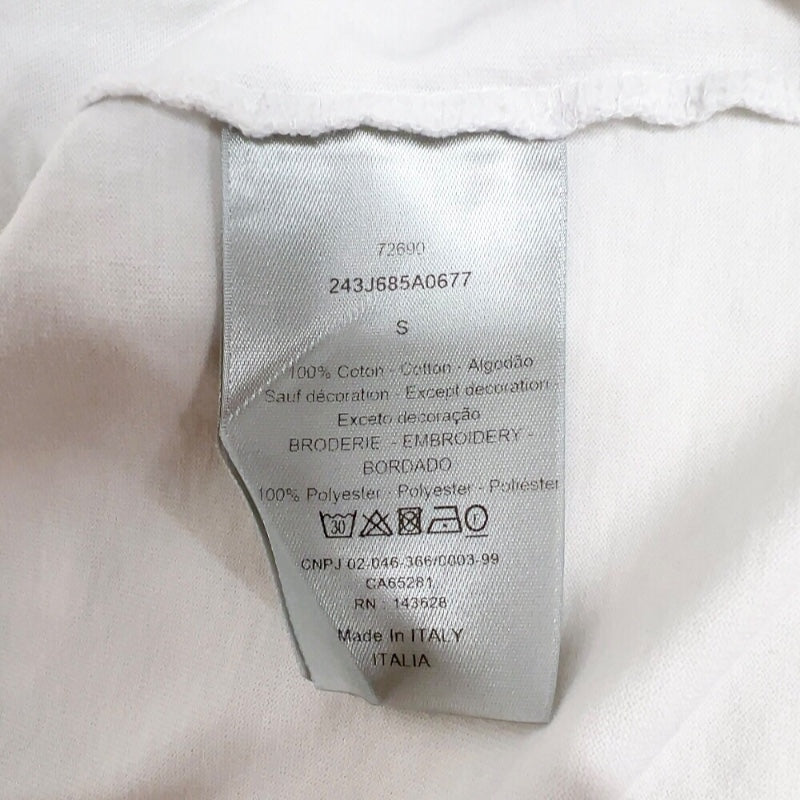 72690
243J685A0677
S
100% Coton - Cotton - Algodão
Sauf décoration - Except decoration -
Exceto decoração
BRODERIE - EMBROIDERY -
BORDADO
100% Polyester - Polyester - Poliéster
30 F
CNPJ 02-046-366/0003-99
CA65281
RN : 143628
Made In ITALY
ITALIA